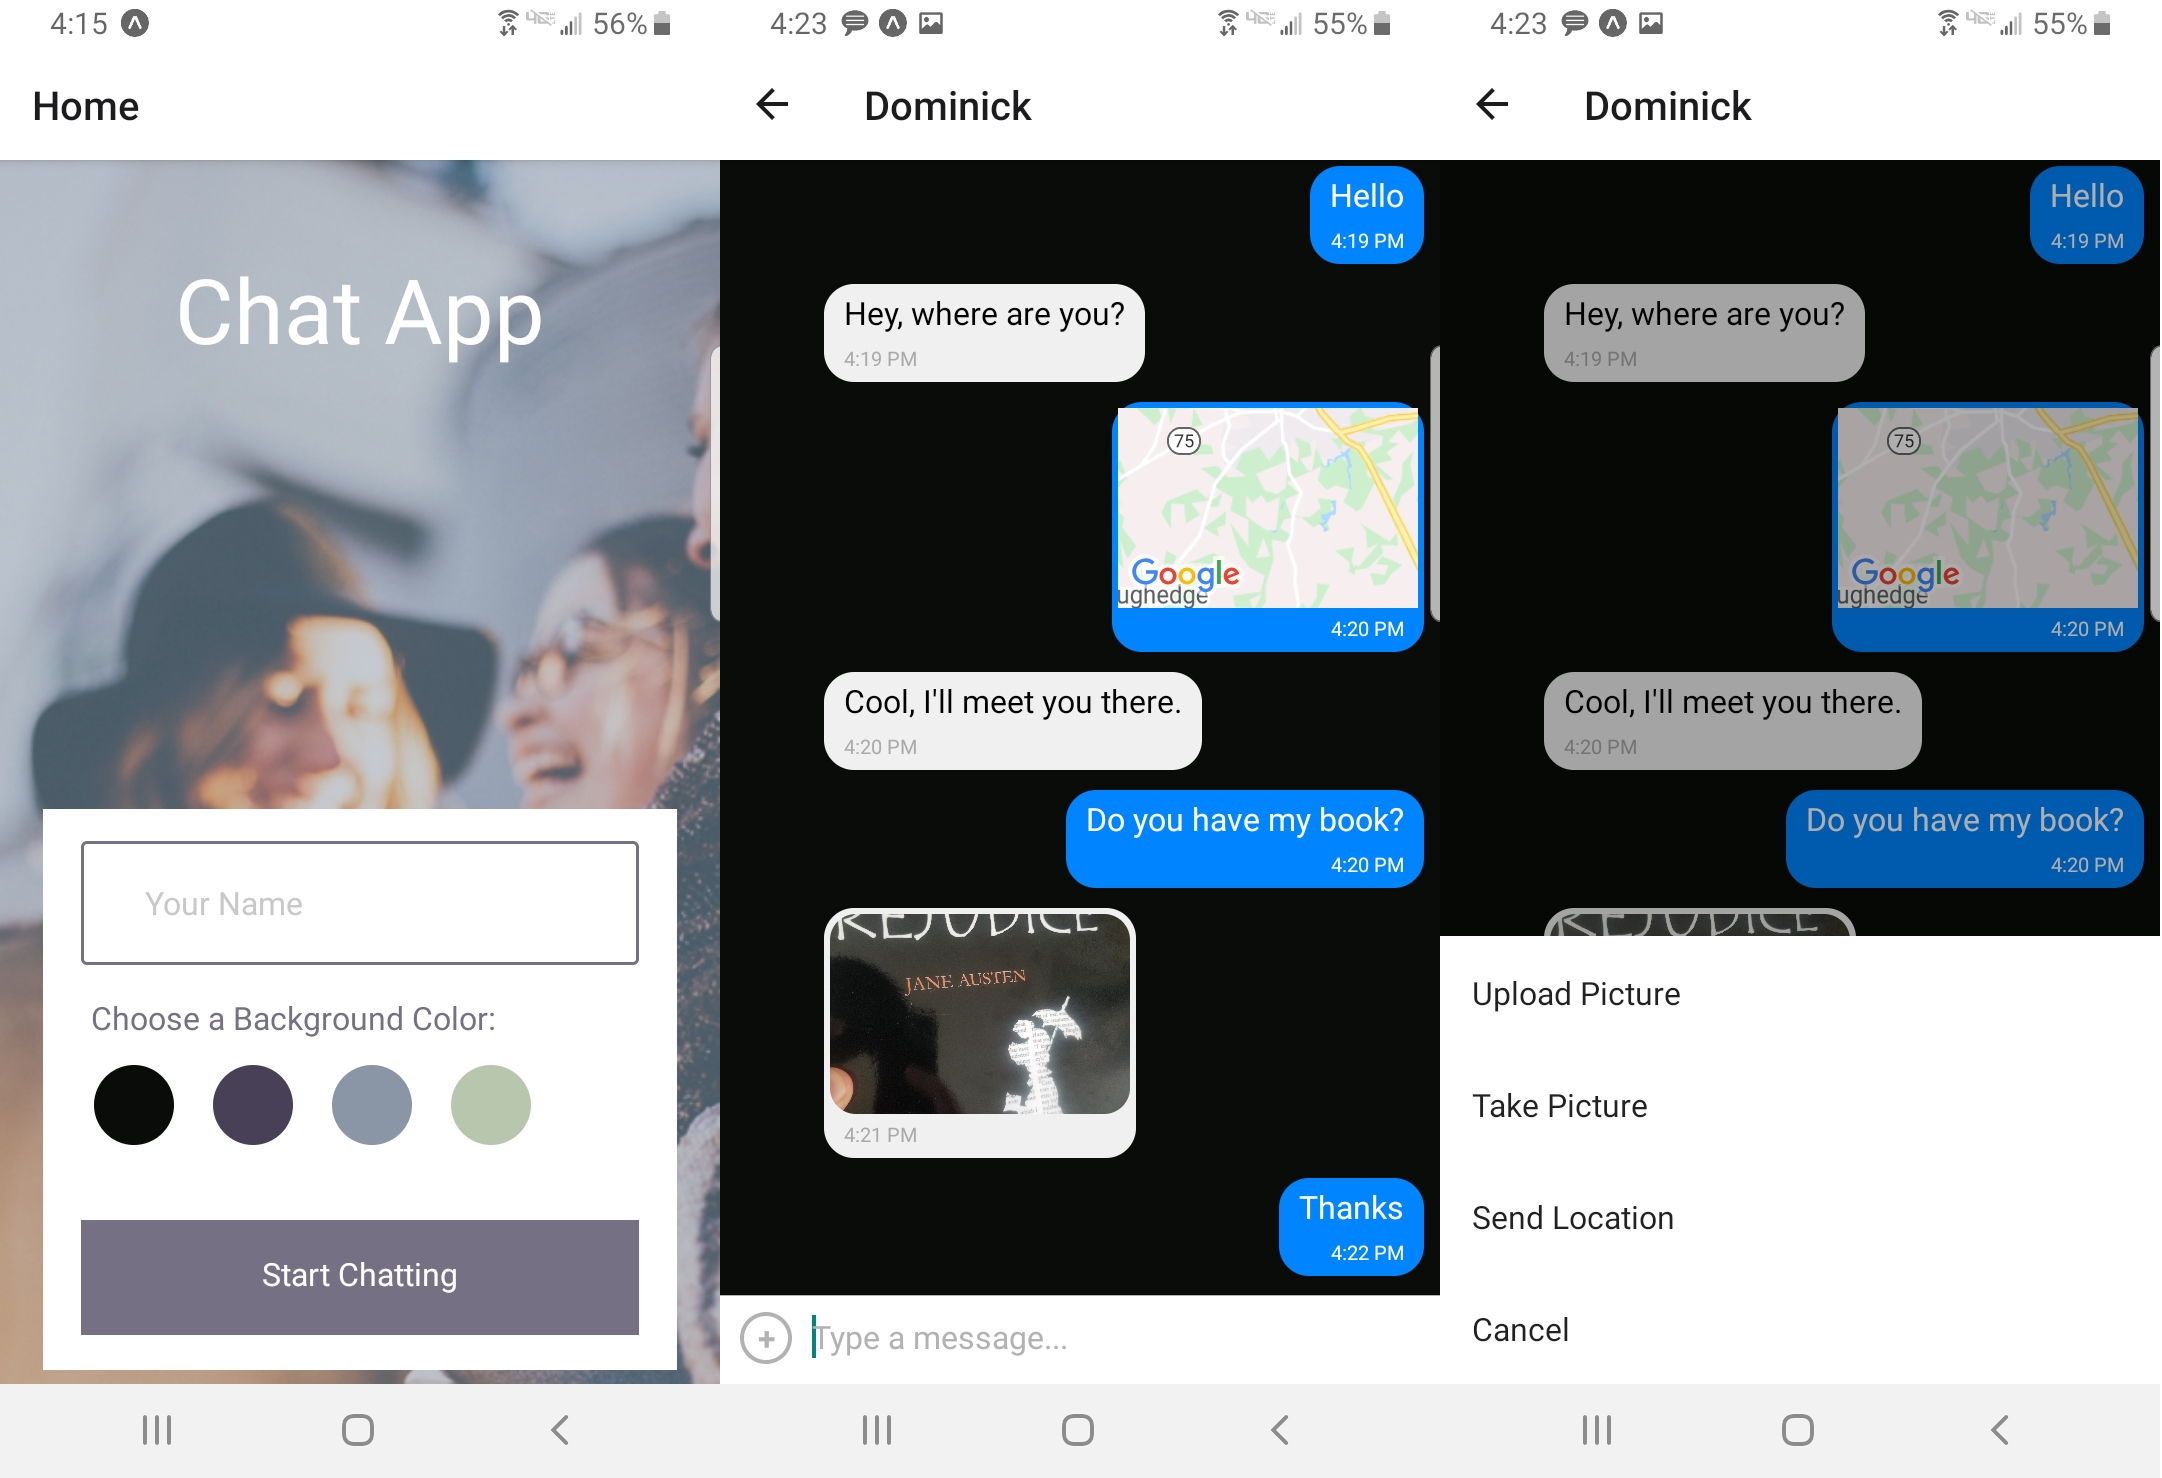 4:15 56%
Home
Chat App
Your Name
Choose a Background Color:
Start Chatting
4:23 55%
Dominick
Hello
4:19 PM
Hey, where are you?
4:19 PM
75
Google
ughedge
4:20 PM
Cool, I'll meet you there.
4:20 PM
Do you have my book?
4:20 PM
REJUDICE
JANE AUSTEN
4:21 PM
Thanks
4:22 PM
Type a message...
4:23 55%
Dominick
Hello
4:19 PM
Hey, where are you?
4:19 PM
75
Google
ughedge
4:20 PM
Cool, I'll meet you there.
4:20 PM
Do you have my book?
4:20 PM
REJUDICE
Upload Picture
Take Picture
Send Location
Cancel